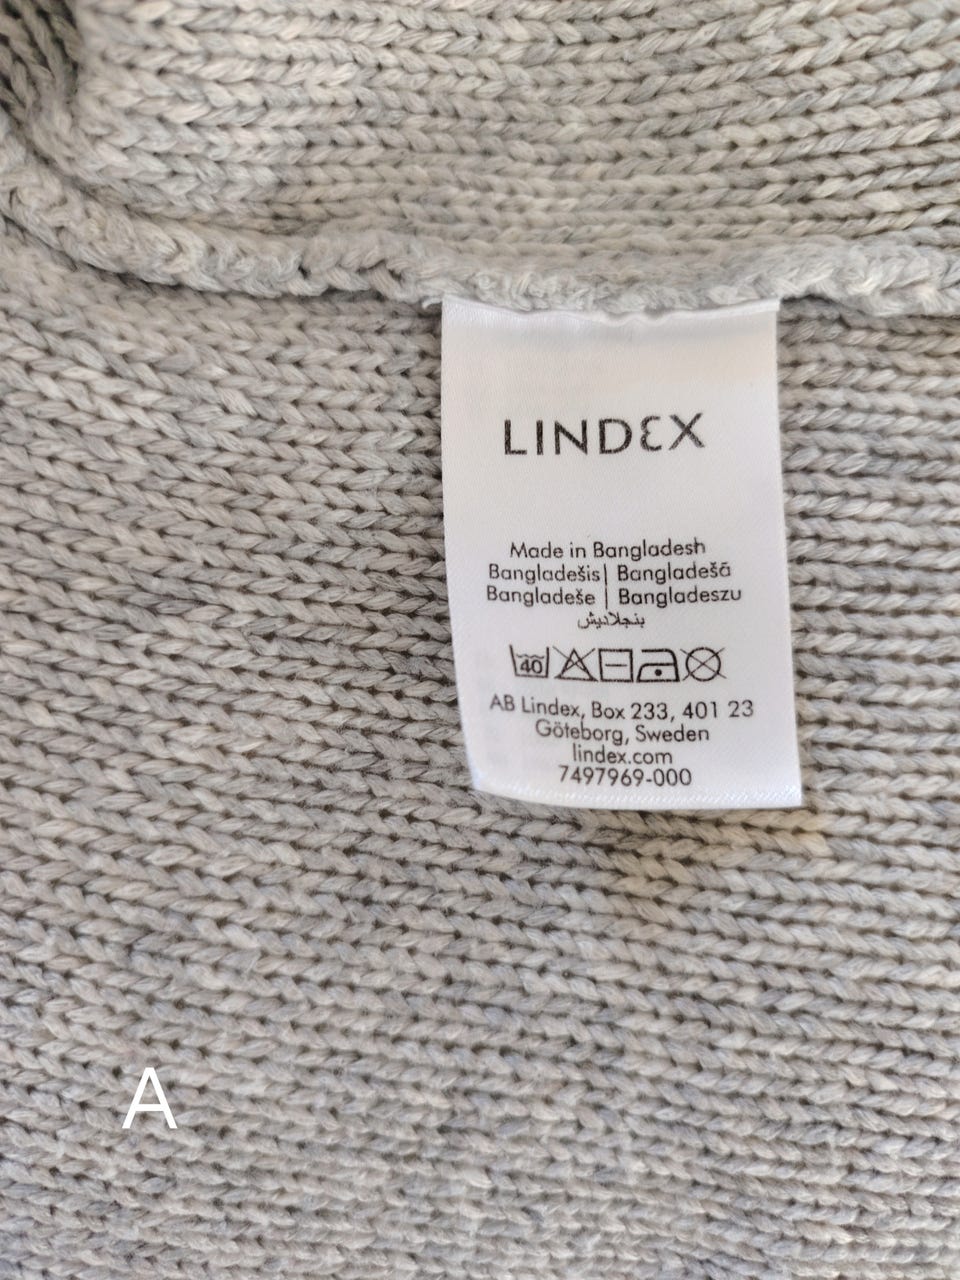 LINDEX
Made in Bangladesh
Bangladešis | Bangladešā
Bangladeše | Bangladeszu
بنجلاديش
40
AB Lindex, Box 233, 401 23
Göteborg, Sweden
lindex.com
7497969-000
A